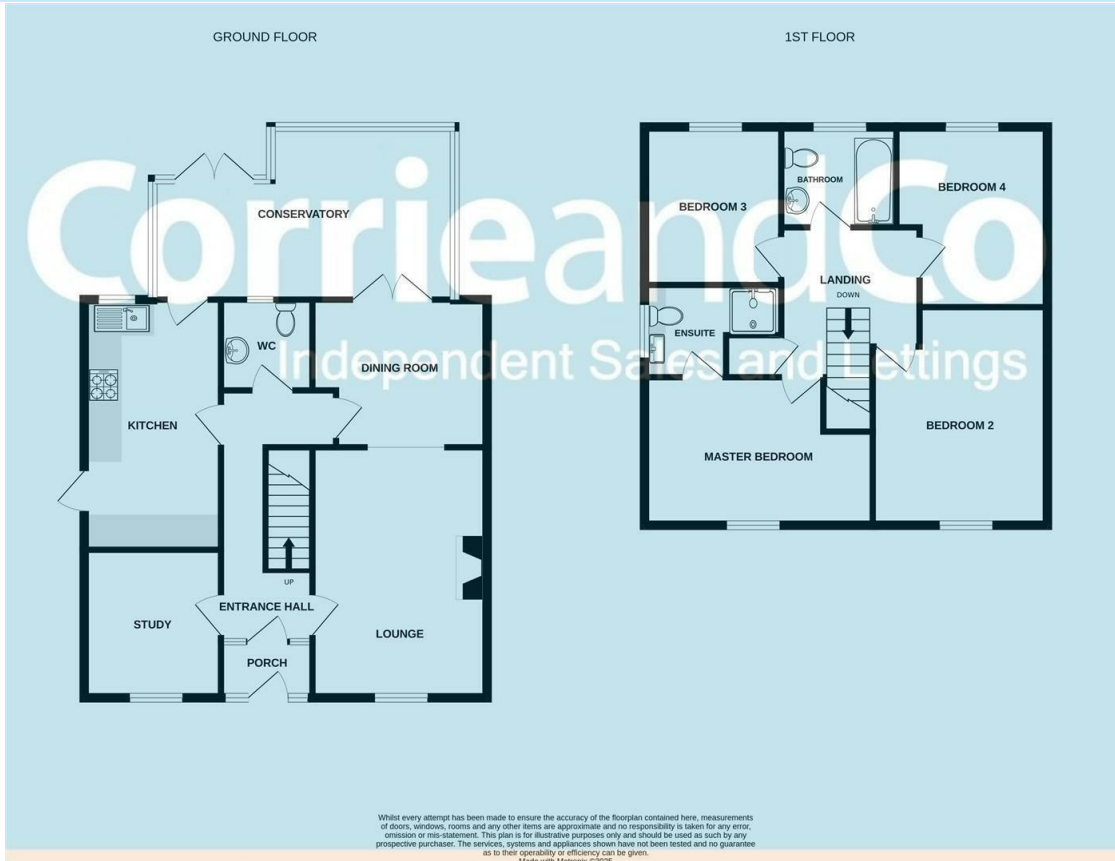 GROUND FLOOR
1ST FLOOR
CorrieandCo
Independent Sales and Lettings
CONSERVATORY
WC
DINING ROOM
KITCHEN
UP
ENTRANCE HALL
STUDY
LOUNGE
PORCH
BATHROOM
BEDROOM 4
BEDROOM 3
LANDING
DOWN
ENSUITE
BEDROOM 2
MASTER BEDROOM
Whilst every attempt has been made to ensure the accuracy of the floorplan contained here, measurements
of doors, windows, rooms and any other items are approximate and no responsibility is taken for any error,
omission or mis-statement. This plan is for illustrative purposes only and should be used as such by any
prospective purchaser. The services, systems and appliances shown have not been tested and no guarantee
as to their operability or efficiency can be given.
Made with Metropix ©2025